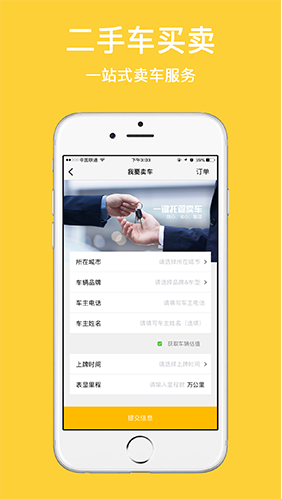 二手车买卖
一站式卖车服务
中国联通 下午3:03 59%
我要卖车 订单
一键托管卖车
所在城市 请选择所在城市
车辆品牌 请选择品牌&车型
车主电话 请填写车主电话
车主姓名 请填写车主姓名（选填）
获取车辆估值
上牌时间 请选择上牌时间
表显里程 请输入里程数 万公里
提交信息